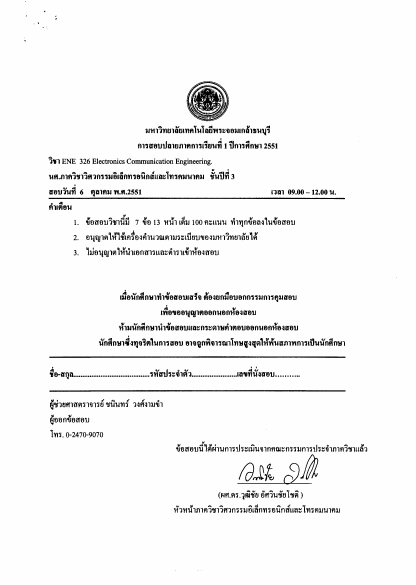 มหาวิทยาลัยเทคโนโลยีพระจอมเกล้าธนบุรี
การสอบปลายภาคการเรียนที่ 1 ปีการศึกษา 2551
วิชา ENE 326 Electronics Communication Engineering.
นศ.ภาควิชาวิศวกรรมอิเล็กทรอนิกส์และโทรคมนาคม ชั้นปีที่ 3
สอบวันที่ 6 ตุลาคม พ.ศ.2551 เวลา 09.00 – 12.00 น.
คำเตือน
1. ข้อสอบวิชานี้มี 7 ข้อ 13 หน้า เต็ม 100 คะแนน ทำทุกข้อลงในข้อสอบ
2. อนุญาตให้ใช้เครื่องคำนวณตามระเบียบของมหาวิทยาลัยได้
3. ไม่อนุญาตให้นำเอกสารและตำราเข้าห้องสอบ
เมื่อนักศึกษาทำข้อสอบเสร็จ ต้องยกมือบอกกรรมการคุมสอบ
เพื่อขออนุญาตออกนอกห้องสอบ
ห้ามนักศึกษานำข้อสอบและกระดาษคำตอบออกนอกห้องสอบ
นักศึกษาซึ่งทุจริตในการสอบ อาจถูกพิจารณาโทษสูงสุดให้พ้นสภาพการเป็นนักศึกษา
ชื่อ-สกุล....................................รหัสประจำตัว......................เลขที่นั่งสอบ............
ผู้ช่วยศาสตราจารย์ ชนินทร์ วงศ์งามขำ
ผู้ออกข้อสอบ
โทร. 0-2470-9070
ข้อสอบนี้ได้ผ่านการประเมินจากคณะกรรมการประจำภาควิชาแล้ว
(ผศ.ดร.วุฒิชัย อัศวินชัยโชติ )
หัวหน้าภาควิชาวิศวกรรมอิเล็กทรอนิกส์และโทรคมนาคม